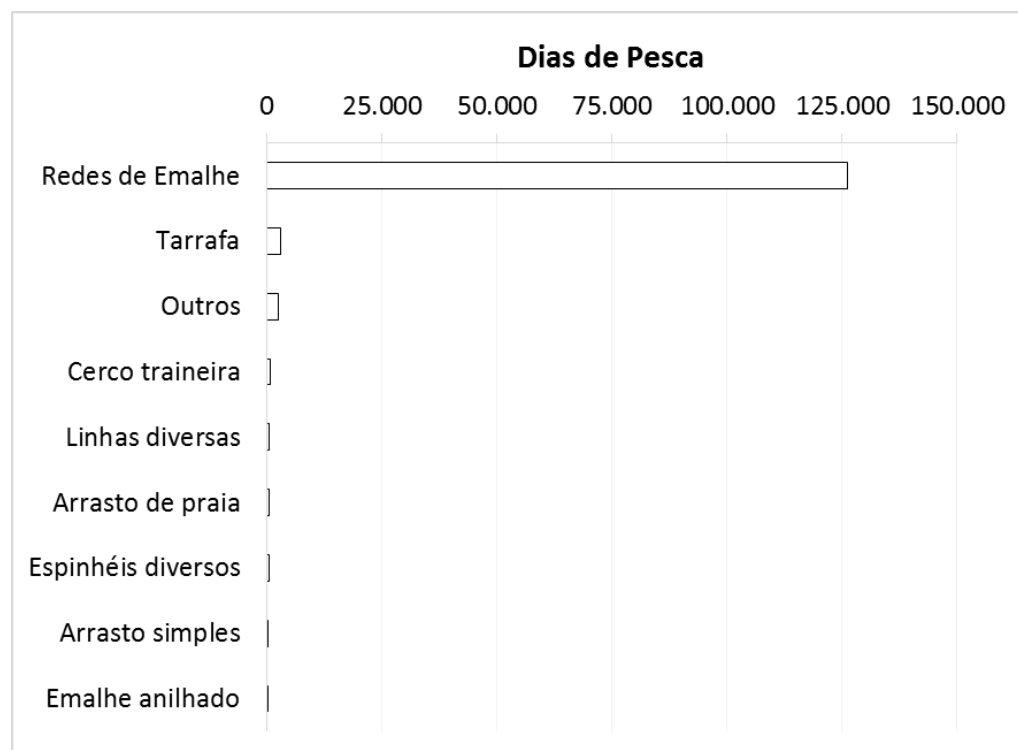 Dias de Pesca
0 25.000 50.000 75.000 100.000 125.000 150.000
Redes de Emalhe
Tarrafa
Outros
Cerco traineira
Linhas diversas
Arrasto de praia
Espinhéis diversos
Arrasto simples
Emalhe anilhado